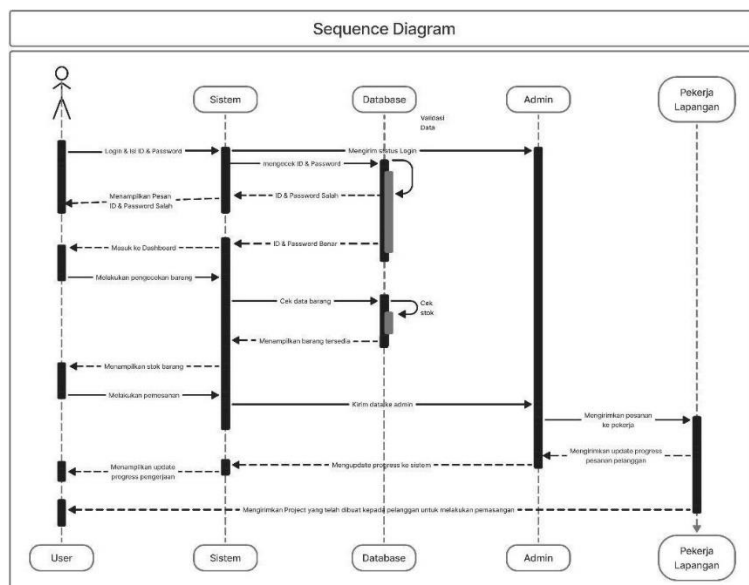 Sequence Diagram
Sistem
Database
Admin
Pekerja
Lapangan
Validasi
Data
Login & Isi ID & Password
Mengirim status Login
mengecek ID & Password
Menampilkan Pesan
ID & Password Salah
ID & Password Salah
Masuk ke Dashboard
ID & Password Benar
Melakukan pengecekan barang
Cek data barang
Cek
stok
Menampilkan barang tersedia
Menampilkan stok barang
Melakukan pemesanan
Kirim data ke admin
Mengirimkan pesanan
ke pekerja
Mengirimkan update progress
pesanan pelanggan
Menampilkan update
progress pengerjaan
Mengupdate progress ke sistem
Mengirimkan Project yang telah dibuat kepada pelanggan untuk melakukan pemasangan
User
Sistem
Database
Admin
Pekerja
Lapangan